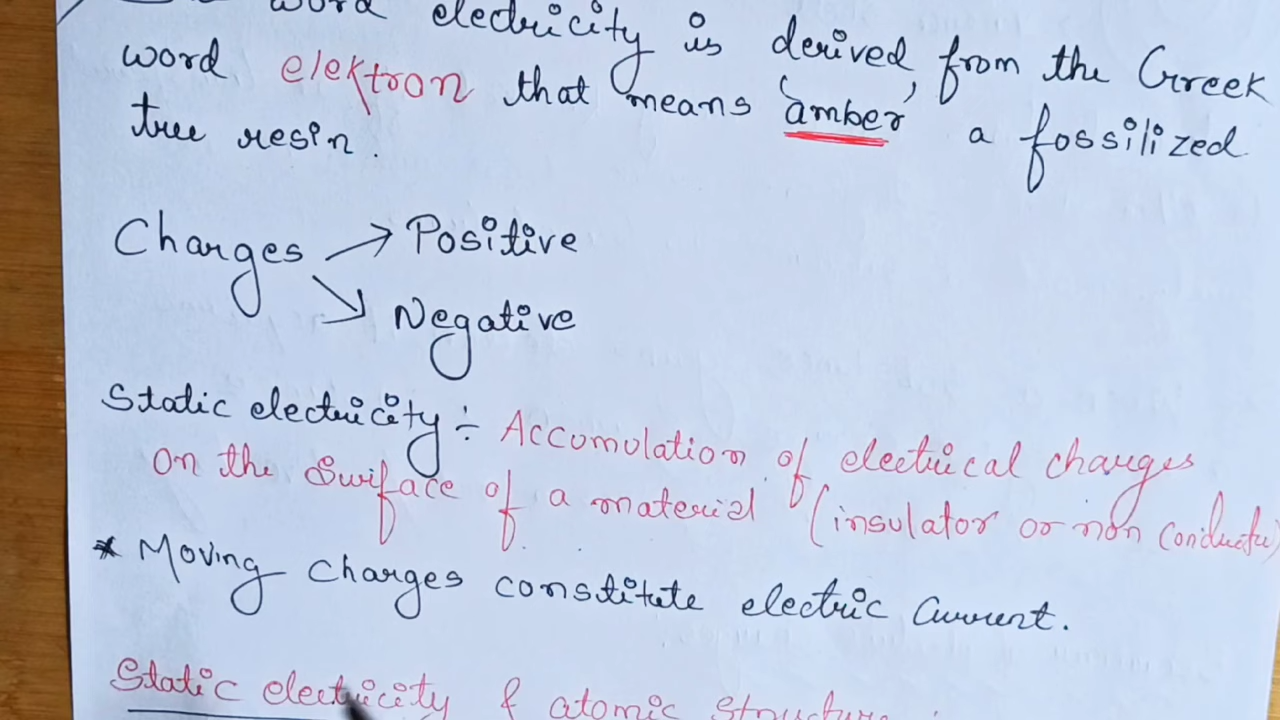 word electricity is derived from the Greek
word elektron that means 'amber' a fossilized
tree resin.
Charges → Positive
↘ Negative
Static electricity ÷ Accomulation of electrical charges
on the surface of a material (insulator or non conductor)
* Moving charges constitute electric current.
Static electricity & atomic structure :